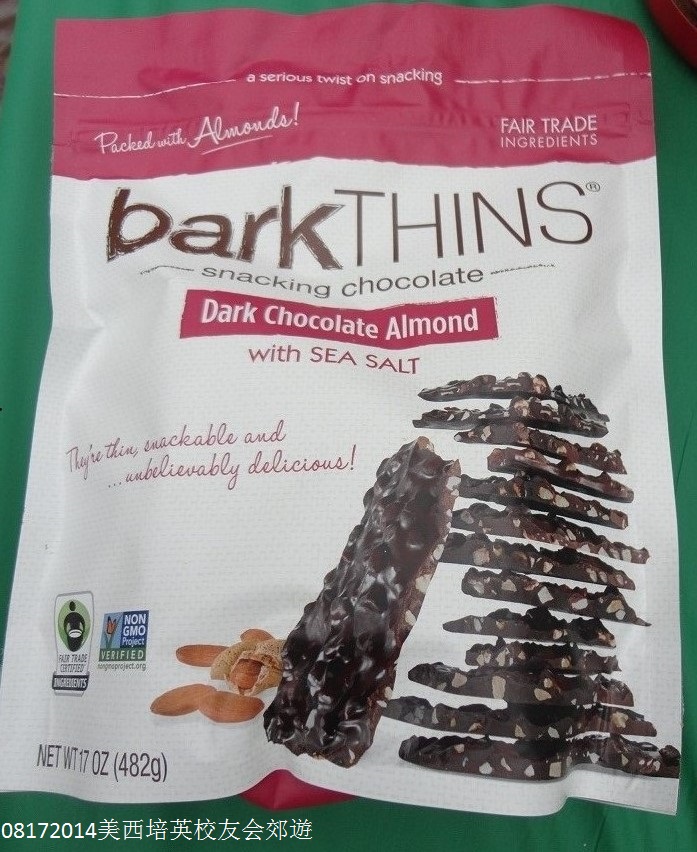 a serious twist on snacking
Packed with Almonds!
FAIR TRADE
INGREDIENTS
barkTHINS®
snacking chocolate
Dark Chocolate Almond
with SEA SALT
They're thin, snackable and
...unbelievably delicious!
FAIR TRADE
CERTIFIED
INGREDIENTS
NON
GMO
Project
VERIFIED
nongmoproject.org
NET WT 17 OZ (482g)
08172014美西培英校友会郊遊